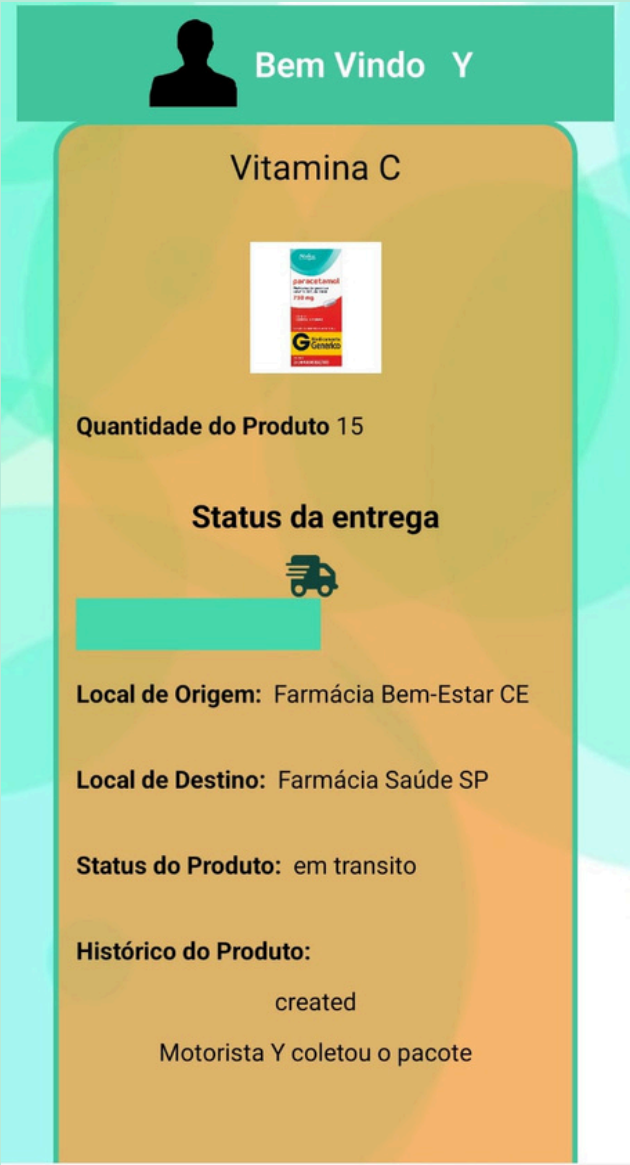 Bem Vindo Y
Vitamina C
paracetamol
750 mg
G Medicamento
Genérico
Quantidade do Produto 15
Status da entrega
Local de Origem: Farmácia Bem-Estar CE
Local de Destino: Farmácia Saúde SP
Status do Produto: em transito
Histórico do Produto:
created
Motorista Y coletou o pacote